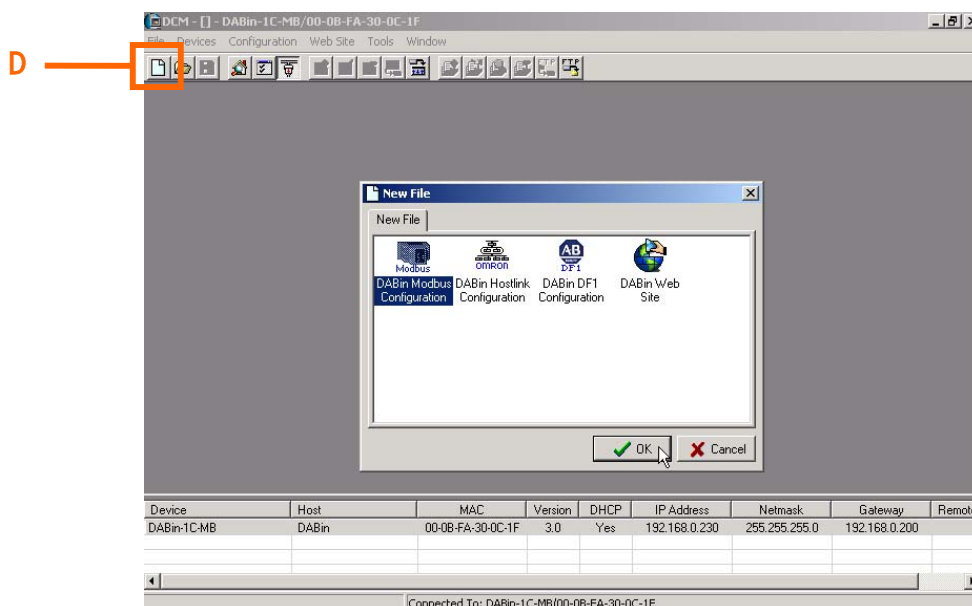 DCM - [] - DABin-1C-MB/00-0B-FA-30-0C-1F
File Devices Configuration Web Site Tools Window
D
New File
New File
Modbus
DABin Modbus Configuration
OMRON
DABin Hostlink Configuration
AB
DF1
DABin DF1 Configuration
DABin Web Site
OK Cancel
Device Host MAC Version DHCP IP Address Netmask Gateway
DABin-1C-MB DABin 00-0B-FA-30-0C-1F 3.0 Yes 192.168.0.230 255.255.255.0 192.168.0.200
Connected To: DABin-1C-MB/00-0B-FA-30-0C-1F